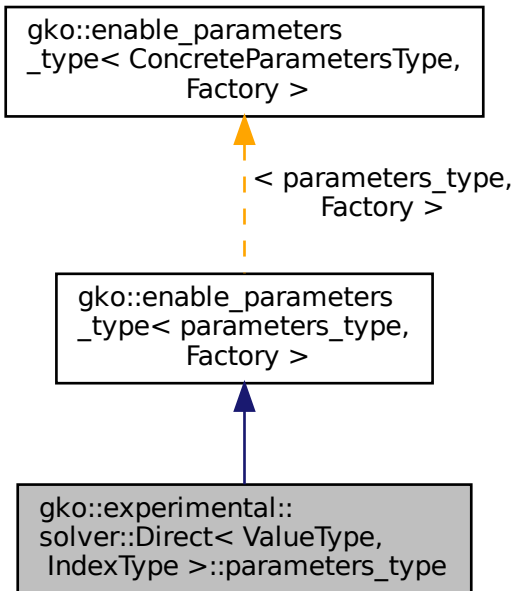 gko::enable_parameters
_type< ConcreteParametersType,
Factory >
< parameters_type,
Factory >
gko::enable_parameters
_type< parameters_type,
Factory >
gko::experimental::
solver::Direct< ValueType,
IndexType >::parameters_type